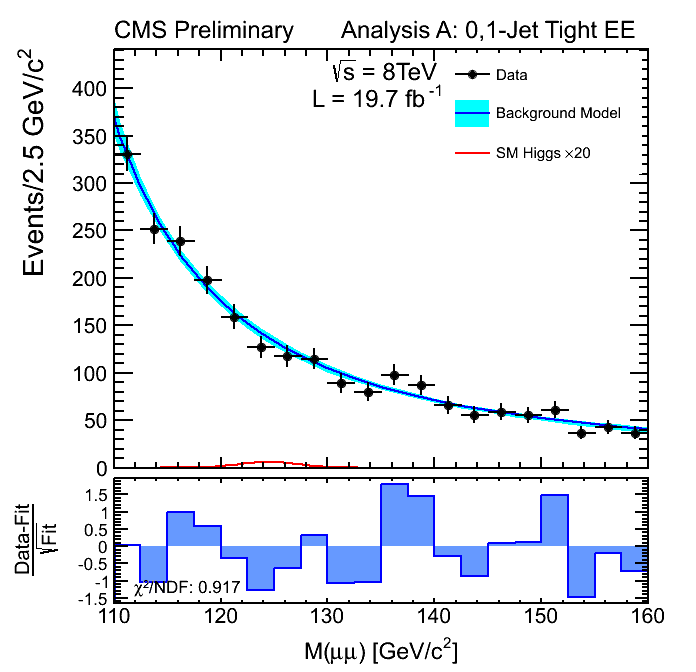 CMS Preliminary Analysis A: 0,1-Jet Tight EE
√s = 8TeV
L = 19.7 fb⁻¹
Data
Background Model
SM Higgs ×20
Events/2.5 GeV/c²
400
350
300
250
200
150
100
50
0
Data-Fit
√Fit
1.5
1
0.5
0
-0.5
-1
-1.5
χ²/NDF: 0.917
110 120 130 140 150 160
M(μμ) [GeV/c²]